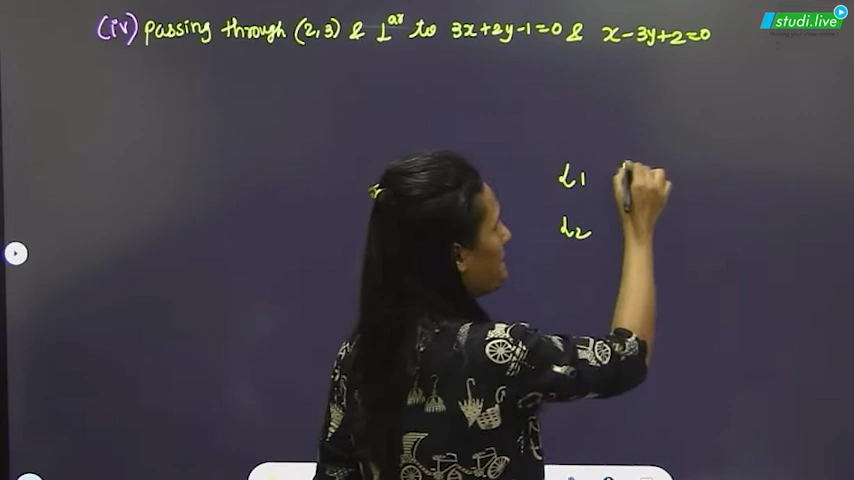 (iv) Passing through (2,3) & ⊥ar to 3x+2y-1=0 & x-3y+2=0
studi.live
L1
L2